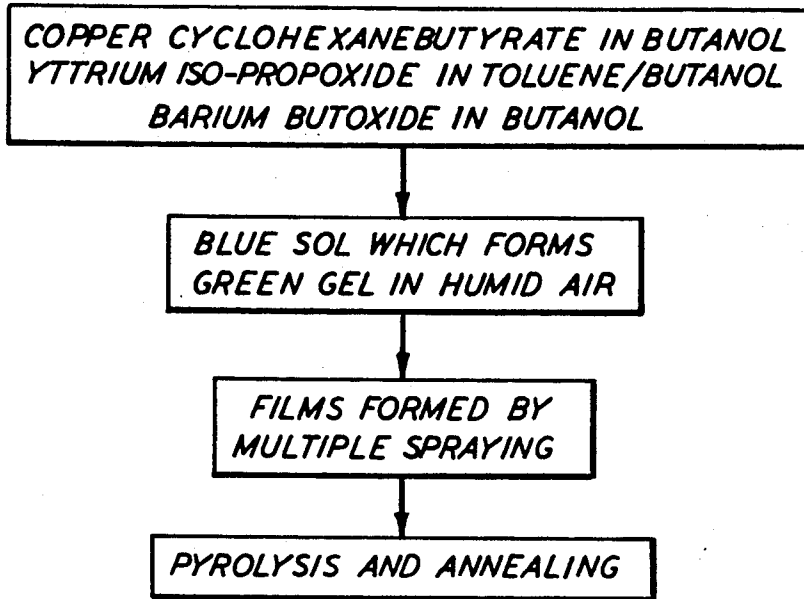 COPPER CYCLOHEXANEBUTYRATE IN BUTANOL
YTTRIUM ISO-PROPOXIDE IN TOLUENE/BUTANOL
BARIUM BUTOXIDE IN BUTANOL
BLUE SOL WHICH FORMS
GREEN GEL IN HUMID AIR
FILMS FORMED BY
MULTIPLE SPRAYING
PYROLYSIS AND ANNEALING